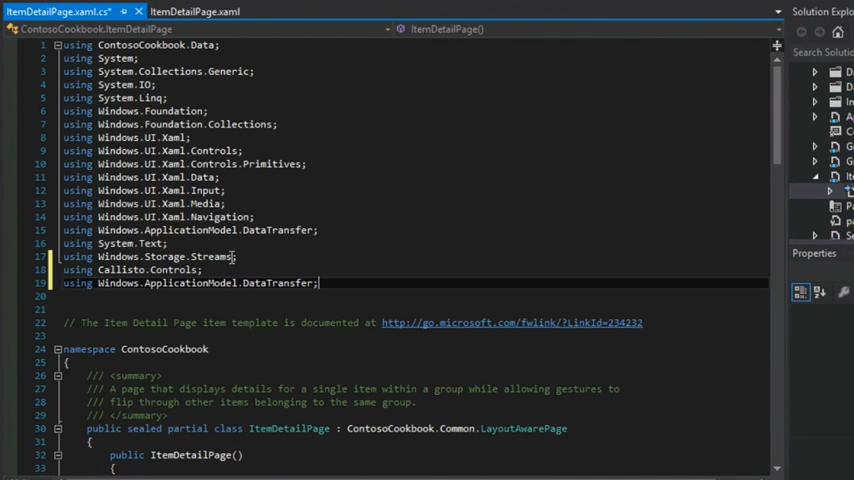 ItemDetailPage.xaml.cs* ItemDetailPage.xaml
Solution Explo
ContosoCookbook.ItemDetailPage ItemDetailPage()
Search Solution
1 using ContosoCookbook.Data;
2 using System;
3 using System.Collections.Generic;
4 using System.IO;
5 using System.Linq;
6 using Windows.Foundation;
7 using Windows.Foundation.Collections;
8 using Windows.UI.Xaml;
9 using Windows.UI.Xaml.Controls;
10 using Windows.UI.Xaml.Controls.Primitives;
11 using Windows.UI.Xaml.Data;
12 using Windows.UI.Xaml.Input;
13 using Windows.UI.Xaml.Media;
14 using Windows.UI.Xaml.Navigation;
15 using Windows.ApplicationModel.DataTransfer;
16 using System.Text;
17 using Windows.Storage.Streams;
18 using Callisto.Controls;
19 using Windows.ApplicationModel.DataTransfer;
20
21
22 // The Item Detail Page item template is documented at http://go.microsoft.com/fwlink/?LinkId=234232
23
24 namespace ContosoCookbook
25 {
26 /// <summary>
27 /// A page that displays details for a single item within a group while allowing gestures to
28 /// flip through other items belonging to the same group.
29 /// </summary>
30 public sealed partial class ItemDetailPage : ContosoCookbook.Common.LayoutAwarePage
31 {
32 public ItemDetailPage()
33 {
Da
Da
In
A
C
G
G
Ite
Pa
pa
S
Properties